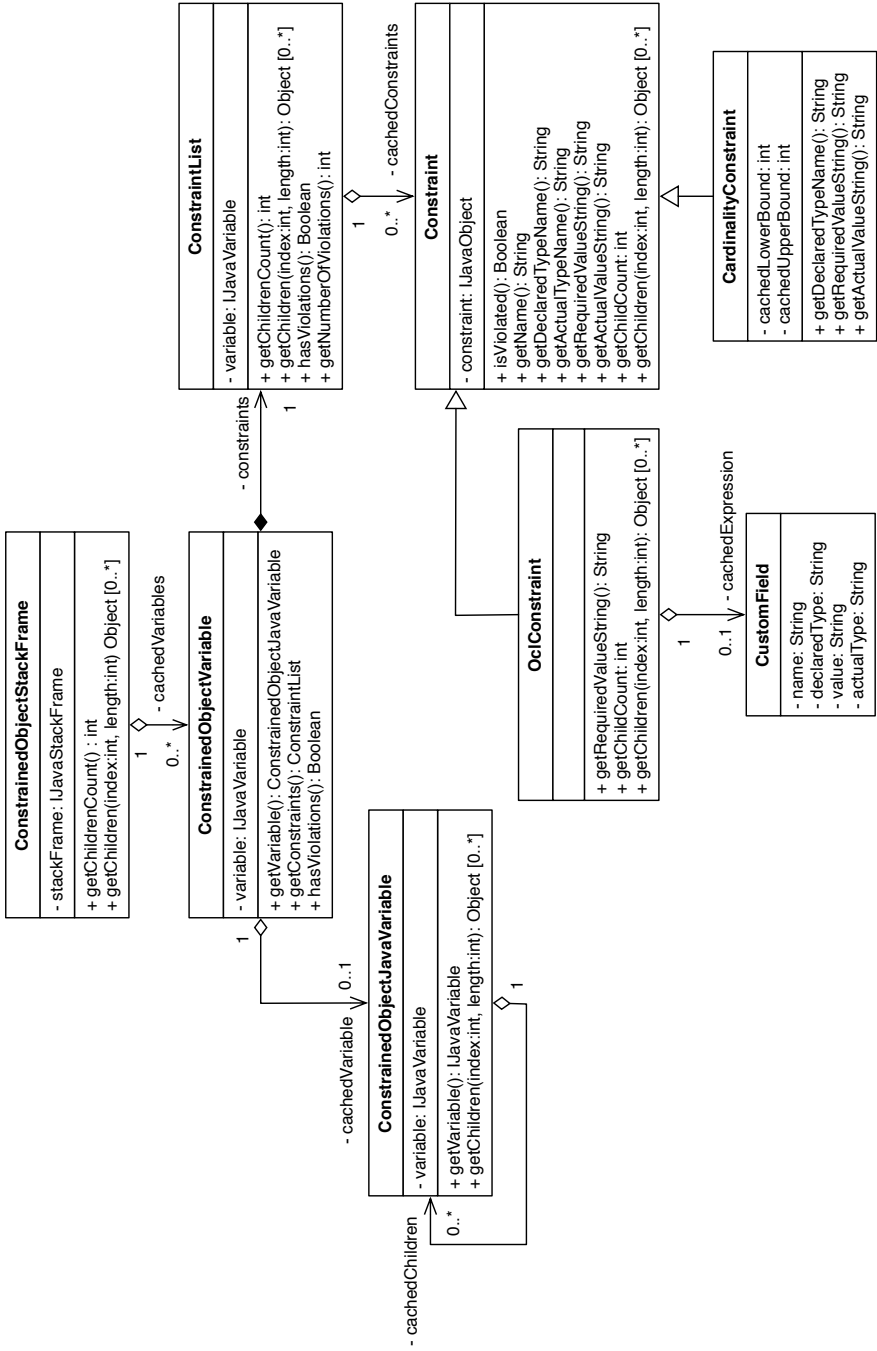 ConstrainedObjectStackFrame
- stackFrame: IJavaStackFrame
+ getChildrenCount() : int
+ getChildren(index:int, length:int) Object [0..*]
1
- cachedVariables
0..*
ConstrainedObjectVariable
- variable: IJavaVariable
+ getVariable(): ConstrainedObjectJavaVariable
+ getConstraints(): ConstraintList
+ hasViolations(): Boolean
- constraints
1
ConstraintList
- variable: IJavaVariable
+ getChildrenCount(): int
+ getChildren(index:int, length:int): Object [0..*]
+ hasViolations(): Boolean
+ getNumberOfViolations(): int
1
- cachedConstraints
0..*
1
- cachedVariable
0..1
ConstrainedObjectJavaVariable
- variable: IJavaVariable
+ getVariable(): IJavaVariable
+ getChildren(index:int, length:int): Object [0..*]
1
- cachedChildren
0..*
Constraint
- constraint: IJavaObject
+ isViolated(): Boolean
+ getName(): String
+ getDeclaredTypeName(): String
+ getActualTypeName(): String
+ getRequiredValueString(): String
+ getActualValueString(): String
+ getChildCount: int
+ getChildren(index:int, length:int): Object [0..*]
OclConstraint
+ getRequiredValueString(): String
+ getChildCount: int
+ getChildren(index:int, length:int): Object [0..*]
1
- cachedExpression
0..1
CustomField
- name: String
- declaredType: String
- value: String
- actualType: String
CardinalityConstraint
- cachedLowerBound: int
- cachedUpperBound: int
+ getDeclaredTypeName(): String
+ getRequiredValueString(): String
+ getActualValueString(): String